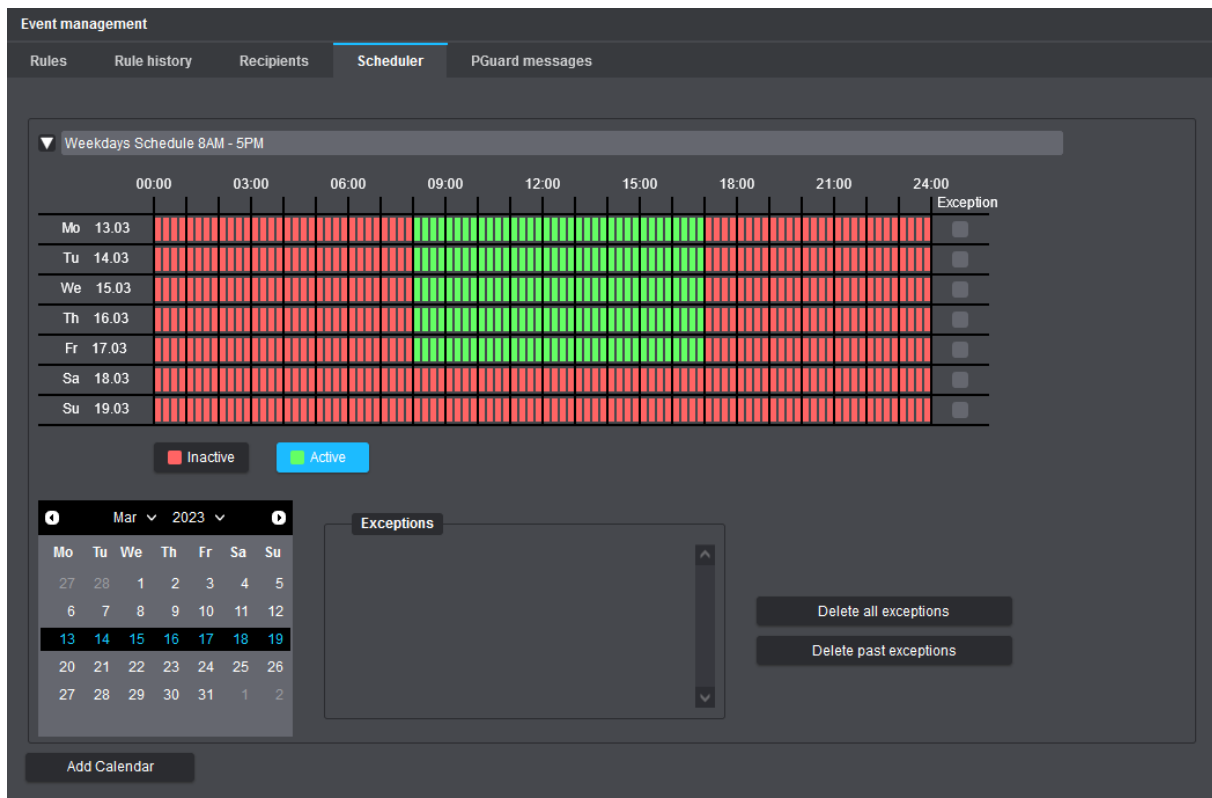 Event management
Rules Rule history Recipients Scheduler PGuard messages
Weekdays Schedule 8AM - 5PM
00:00 03:00 06:00 09:00 12:00 15:00 18:00 21:00 24:00
Exception
Mo 13.03
Tu 14.03
We 15.03
Th 16.03
Fr 17.03
Sa 18.03
Su 19.03
Inactive Active
Mar 2023
Exceptions
Mo Tu We Th Fr Sa Su
27 28 1 2 3 4 5
6 7 8 9 10 11 12
13 14 15 16 17 18 19
20 21 22 23 24 25 26
27 28 29 30 31 1 2
Delete all exceptions
Delete past exceptions
Add Calendar